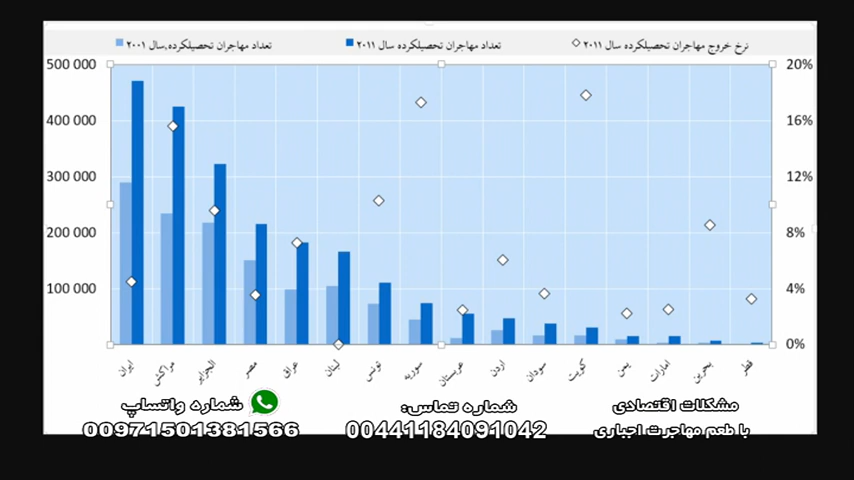 نرخ خروج مهاجران تحصیلکرده سال ۲۰۱۱
تعداد مهاجران تحصیلکرده سال ۲۰۱۱
تعداد مهاجران تحصیلکرده,سال ۲۰۰۱
500 000
400 000
300 000
200 000
100 000
20%
16%
12%
8%
4%
0%
ایران
مراکش
الجزایر
مصر
عراق
لبنان
تونس
سوریه
عربستان
اردن
سودان
کویت
یمن
امارات
بحرین
قطر
مشکلات اقتصادی
با طعم مهاجرت اجباری
شماره تماس:
00441184091042
شماره واتساپ
00971501381566